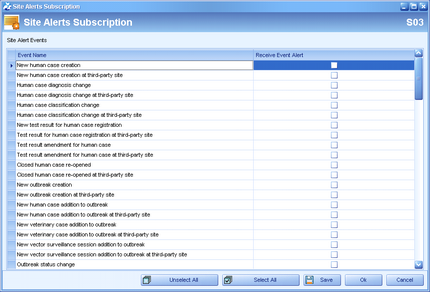 Site Alerts Subscription
Site Alerts Subscription S03
Site Alert Events
Event Name Receive Event Alert
New human case creation
New human case creation at third-party site
Human case diagnosis change
Human case diagnosis change at third-party site
Human case classification change
Human case classification change at third-party site
New test result for human case registration
Test result for human case registration at third-party site
Test result amendment for human case
Test result amendment for human case at third-party site
Closed human case re-opened
Closed human case re-opened at third-party site
New outbreak creation
New outbreak creation at third-party site
New human case addition to outbreak
New human case addition to outbreak at third-party site
New veterinary case addition to outbreak
New veterinary case addition to outbreak at third-party site
New vector surveillance session addition to outbreak
New vector surveillance session addition to outbreak at third-party site
Outbreak status change
Unselect All Select All Save Ok Cancel